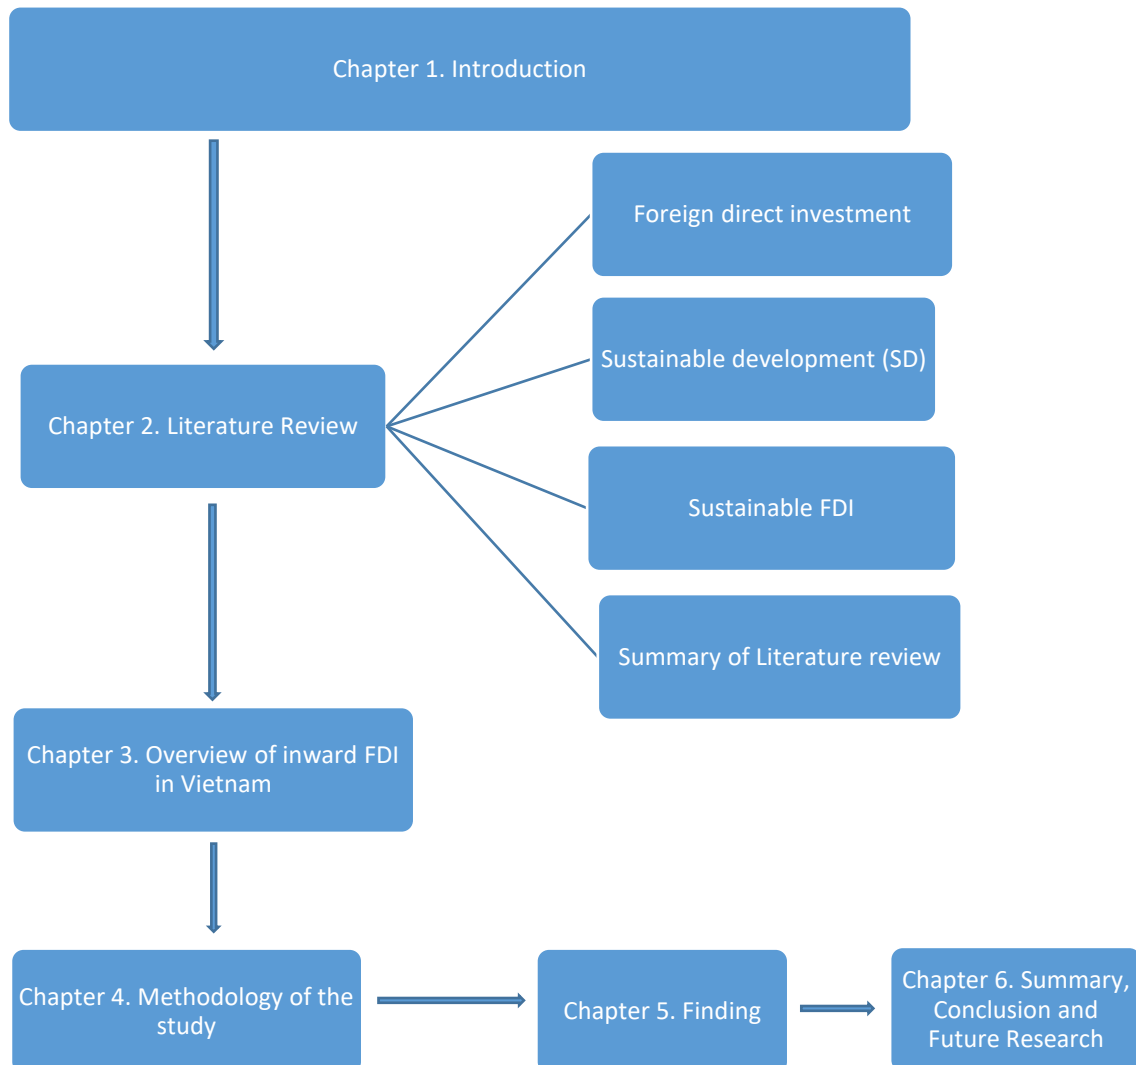 Chapter 1. Introduction
Foreign direct investment
Sustainable development (SD)
Chapter 2. Literature Review
Sustainable FDI
Summary of Literature review
Chapter 3. Overview of inward FDI
in Vietnam
Chapter 4. Methodology of the
study
Chapter 5. Finding
Chapter 6. Summary,
Conclusion and
Future Research